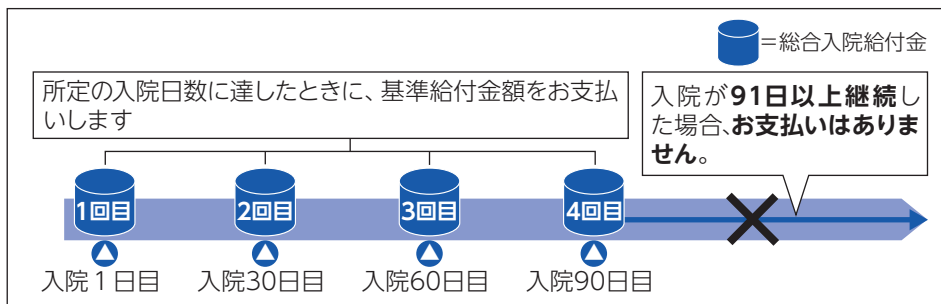 =総合入院給付金
所定の入院日数に達したときに、基準給付金額をお支払
いします
入院が91日以上継続し
た場合、お支払いはありま
せん。
1回目
2回目
3回目
4回目
入院1日目
入院30日目
入院60日目
入院90日目